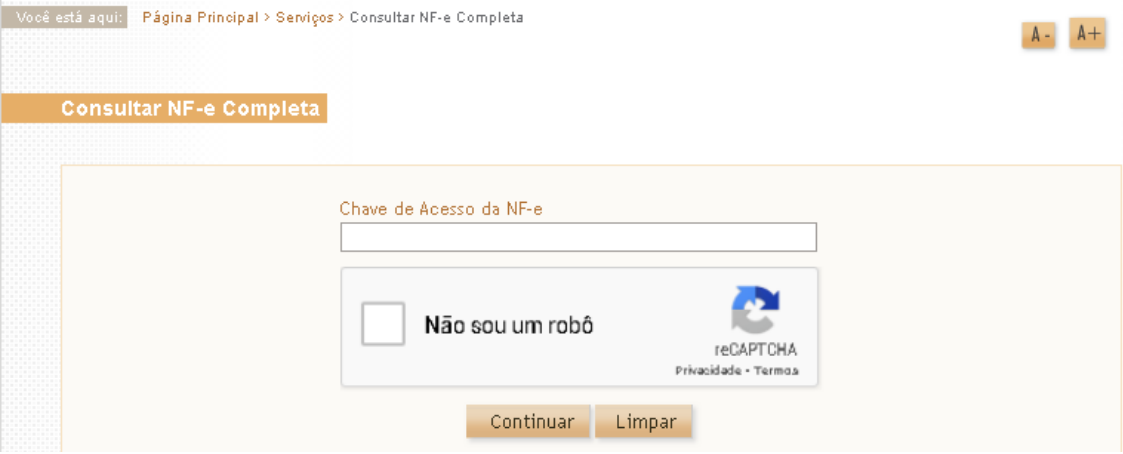 Você está aqui: Página Principal > Serviços > Consultar NF-e Completa
A - A+
Consultar NF-e Completa
Chave de Acesso da NF-e
Não sou um robô
reCAPTCHA
Privacidade - Termos
Continuar Limpar